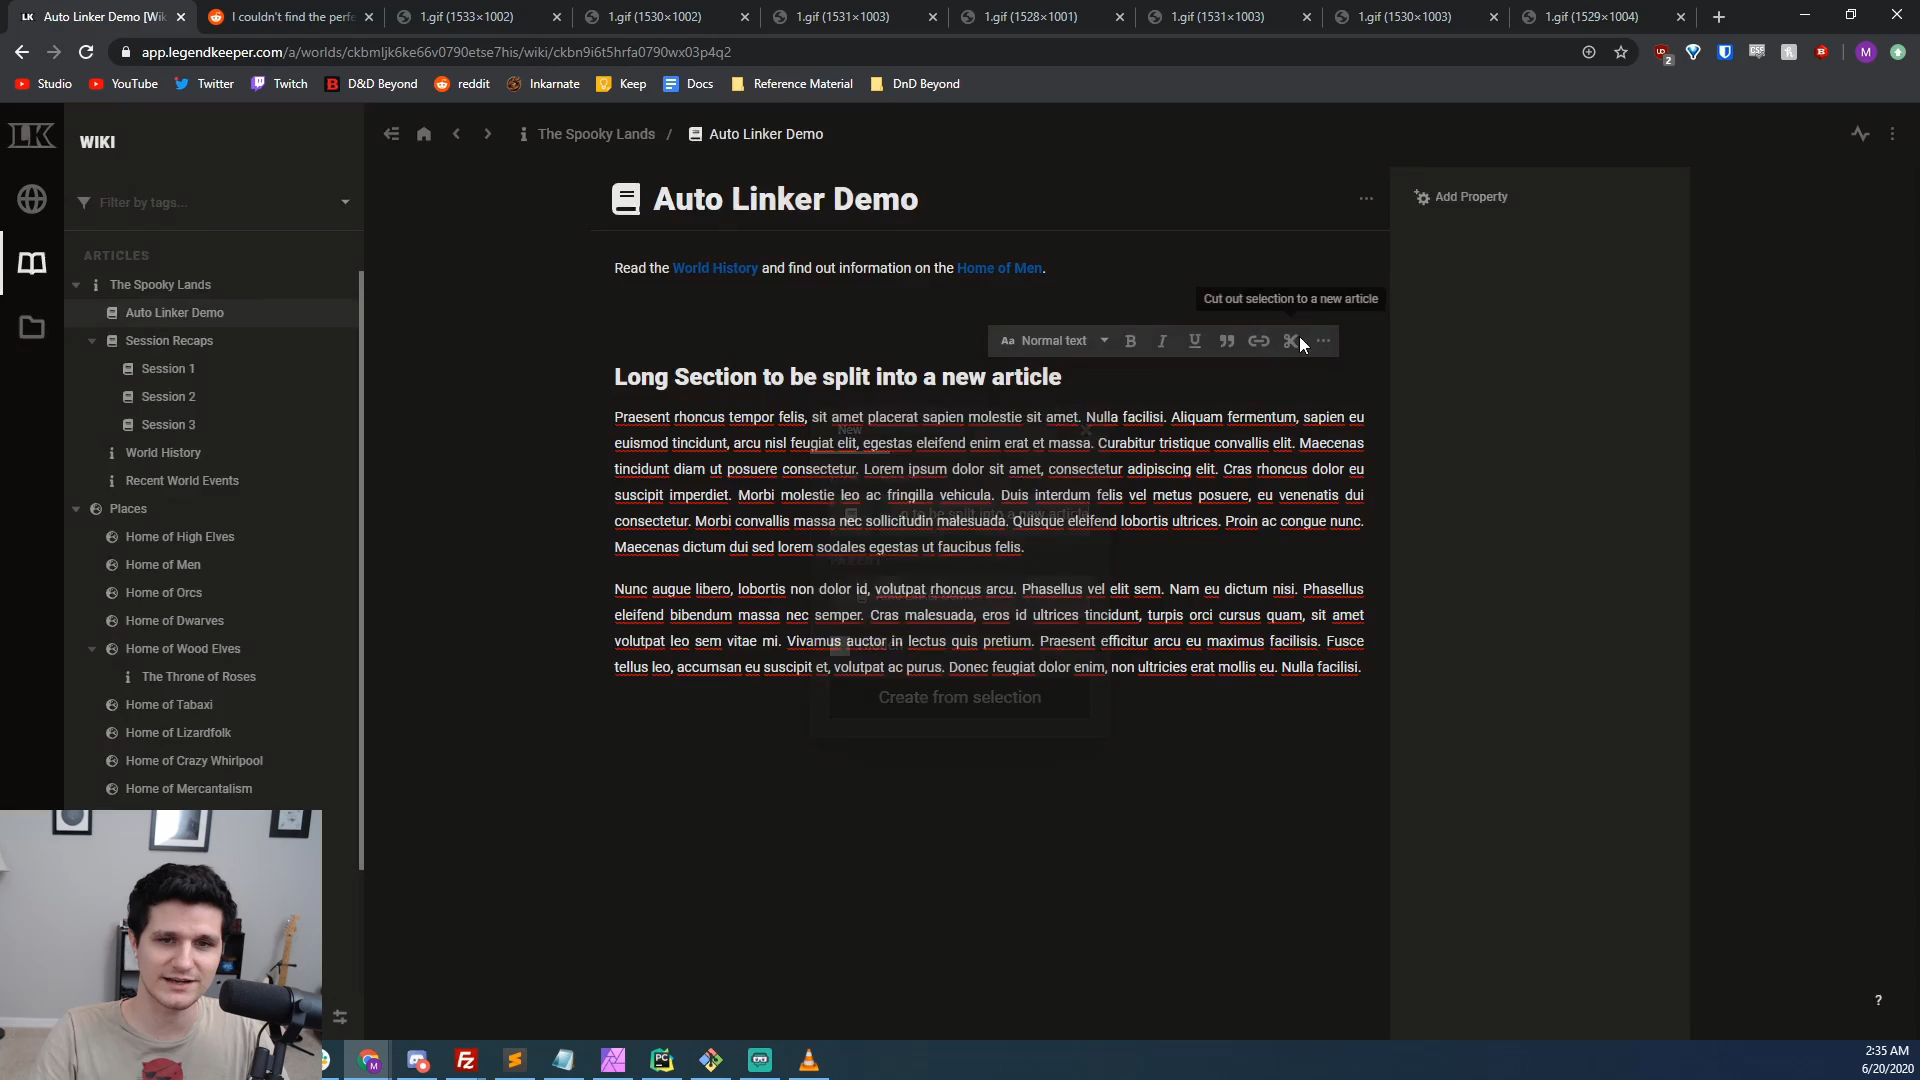 Auto Linker Demo [Wik
I couldn't find the perfe
1.gif (1533×1002)
1.gif (1530×1002)
1.gif (1531×1003)
1.gif (1528×1001)
1.gif (1531×1003)
1.gif (1530×1003)
1.gif (1529×1004)
app.legendkeeper.com/a/worlds/ckbmljk6ke66v0790etse7his/wiki/ckbn9i6t5hrfa0790wx03p4q2
Studio
YouTube
Twitter
Twitch
D&D Beyond
reddit
Inkarnate
Keep
Docs
Reference Material
DnD Beyond
LK
WIKI
Filter by tags...
ARTICLES
The Spooky Lands
Auto Linker Demo
Session Recaps
Session 1
Session 2
Session 3
World History
Recent World Events
Places
Home of High Elves
Home of Men
Home of Orcs
Home of Dwarves
Home of Wood Elves
The Throne of Roses
Home of Tabaxi
Home of Lizardfolk
Home of Crazy Whirlpool
Home of Mercantalism
The Spooky Lands / Auto Linker Demo
Auto Linker Demo
Add Property
Read the World History and find out information on the Home of Men.
Cut out selection to a new article
Aa Normal text B I U
Long Section to be split into a new article
Praesent rhoncus tempor felis, sit amet placerat sapien molestie sit amet. Nulla facilisi. Aliquam fermentum, sapien eu
euismod tincidunt, arcu nisl feugiat elit, egestas eleifend enim erat et massa. Curabitur tristique convallis elit. Maecenas
tincidunt diam ut posuere consectetur. Lorem ipsum dolor sit amet, consectetur adipiscing elit. Cras rhoncus dolor eu
suscipit imperdiet. Morbi molestie leo ac fringilla vehicula. Duis interdum felis vel metus posuere, eu venenatis dui
consectetur. Morbi convallis massa nec sollicitudin malesuada. Quisque eleifend lobortis ultrices. Proin ac congue nunc.
Maecenas dictum dui sed lorem sodales egestas ut faucibus felis.
Nunc augue libero, lobortis non dolor id, volutpat rhoncus arcu. Phasellus vel elit sem. Nam eu dictum nisi. Phasellus
eleifend bibendum massa nec semper. Cras malesuada, eros id ultrices tincidunt, turpis orci cursus quam, sit amet
volutpat leo sem vitae mi. Vivamus auctor in lectus quis pretium. Praesent efficitur arcu eu maximus facilisis. Fusce
tellus leo, accumsan eu suscipit et, volutpat ac purus. Donec feugiat dolor enim, non ultricies erat mollis eu. Nulla facilisi.
New
n to be split into a new article
PARENT
Create from selection
?
2:35 AM
6/20/2020